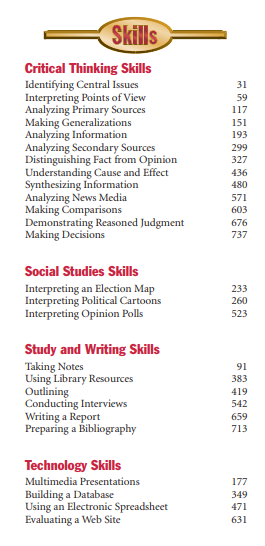 Skills
Critical Thinking Skills
Identifying Central Issues 31
Interpreting Points of View 59
Analyzing Primary Sources 117
Making Generalizations 151
Analyzing Information 193
Analyzing Secondary Sources 299
Distinguishing Fact from Opinion 327
Understanding Cause and Effect 436
Synthesizing Information 480
Analyzing News Media 571
Making Comparisons 603
Demonstrating Reasoned Judgment 676
Making Decisions 737
Social Studies Skills
Interpreting an Election Map 233
Interpreting Political Cartoons 260
Interpreting Opinion Polls 523
Study and Writing Skills
Taking Notes 91
Using Library Resources 383
Outlining 419
Conducting Interviews 542
Writing a Report 659
Preparing a Bibliography 713
Technology Skills
Multimedia Presentations 177
Building a Database 349
Using an Electronic Spreadsheet 471
Evaluating a Web Site 631